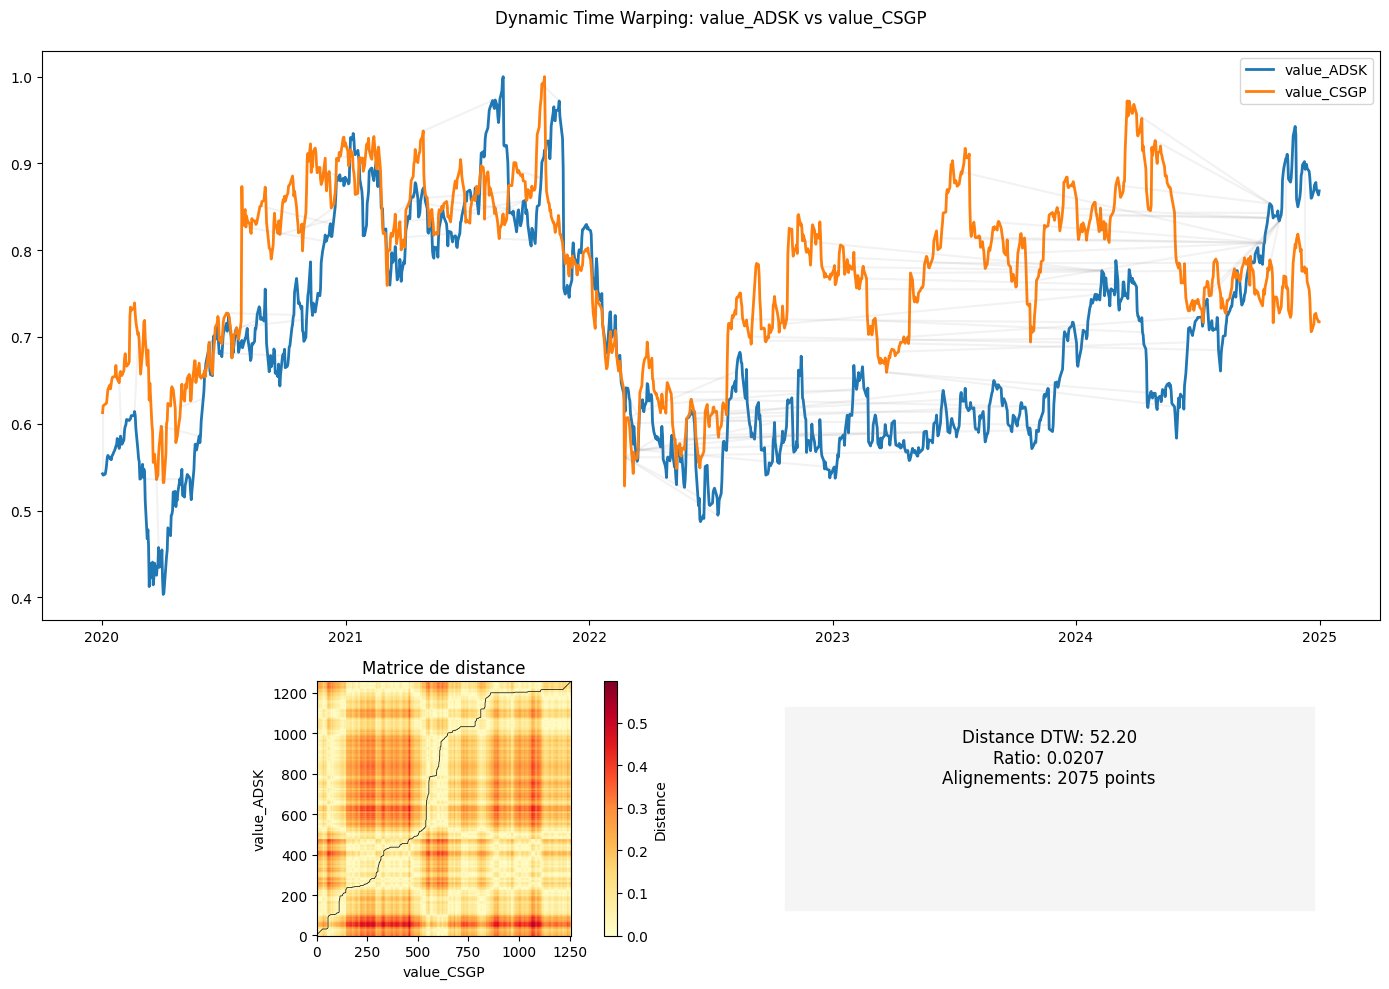 Dynamic Time Warping: value_ADSK vs value_CSGP
value_ADSK
value_CSGP
1.0
0.9
0.8
0.7
0.6
0.5
0.4
2020 2021 2022 2023 2024 2025
Matrice de distance
1200
1000
800
600
400
200
0
value_ADSK
0 250 500 750 1000 1250
value_CSGP
0.5
0.4
0.3
0.2
0.1
0.0
Distance
Distance DTW: 52.20
Ratio: 0.0207
Alignements: 2075 points